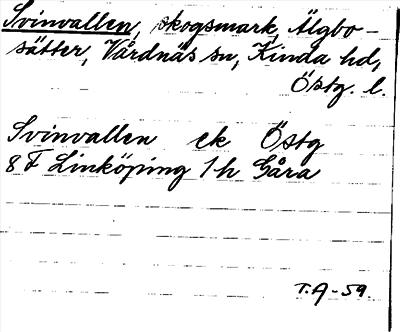 Svinvallen, skogsmark, Älgbo-
sätter, Vårdnäs sn, Kinda hd,
Östg. l.
Svinvallen ek Östg
8 F Linköping 1 h Gåra
T.A-59.